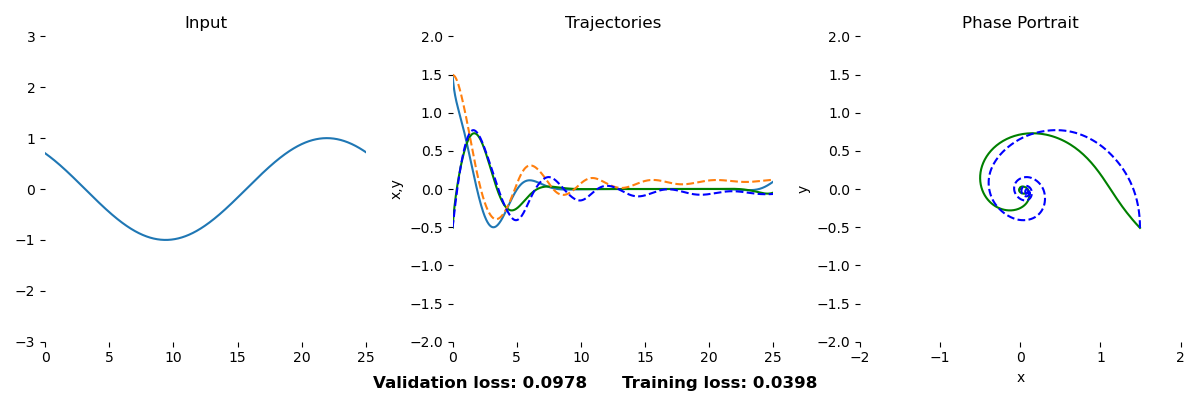 Input
3
2
1
0
−1
−2
−3
0 5 10 15 20 25
Trajectories
x,y
2.0
1.5
1.0
0.5
0.0
−0.5
−1.0
−1.5
−2.0
0 5 10 15 20 25
Phase Portrait
y
2.0
1.5
1.0
0.5
0.0
−0.5
−1.0
−1.5
−2.0
−2 −1 0 1 2
x
Validation loss: 0.0978 Training loss: 0.0398